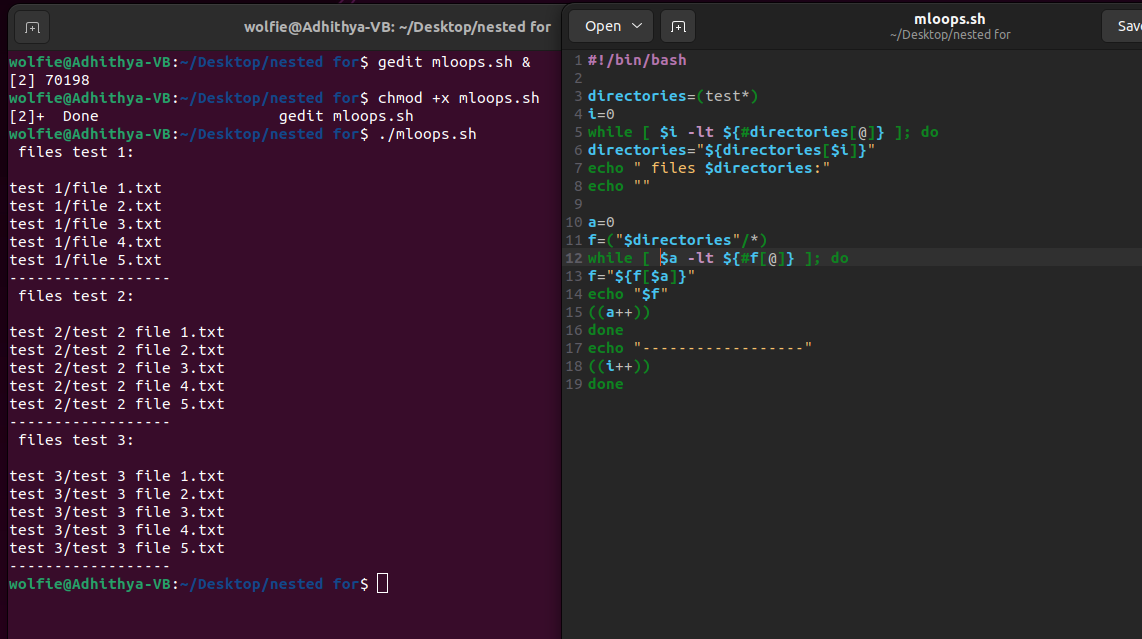 wolfie@Adhithya-VB: ~/Desktop/nested for
wolfie@Adhithya-VB:~/Desktop/nested for$ gedit mloops.sh &
[2] 70198
wolfie@Adhithya-VB:~/Desktop/nested for$ chmod +x mloops.sh
[2]+  Done                    gedit mloops.sh
wolfie@Adhithya-VB:~/Desktop/nested for$ ./mloops.sh
 files test 1:

test 1/file 1.txt
test 1/file 2.txt
test 1/file 3.txt
test 1/file 4.txt
test 1/file 5.txt
------------------
 files test 2:

test 2/test 2 file 1.txt
test 2/test 2 file 2.txt
test 2/test 2 file 3.txt
test 2/test 2 file 4.txt
test 2/test 2 file 5.txt
------------------
 files test 3:

test 3/test 3 file 1.txt
test 3/test 3 file 2.txt
test 3/test 3 file 3.txt
test 3/test 3 file 4.txt
test 3/test 3 file 5.txt
------------------
wolfie@Adhithya-VB:~/Desktop/nested for$
Open
mloops.sh
~/Desktop/nested for
Sav
1 #!/bin/bash
2
3 directories=(test*)
4 i=0
5 while [ $i -lt ${#directories[@]} ]; do
6 directories="${directories[$i]}"
7 echo " files $directories:"
8 echo ""
9
10 a=0
11 f=("$directories"/*)
12 while [ $a -lt ${#f[@]} ]; do
13 f="${f[$a]}"
14 echo "$f"
15 ((a++))
16 done
17 echo "------------------"
18 ((i++))
19 done